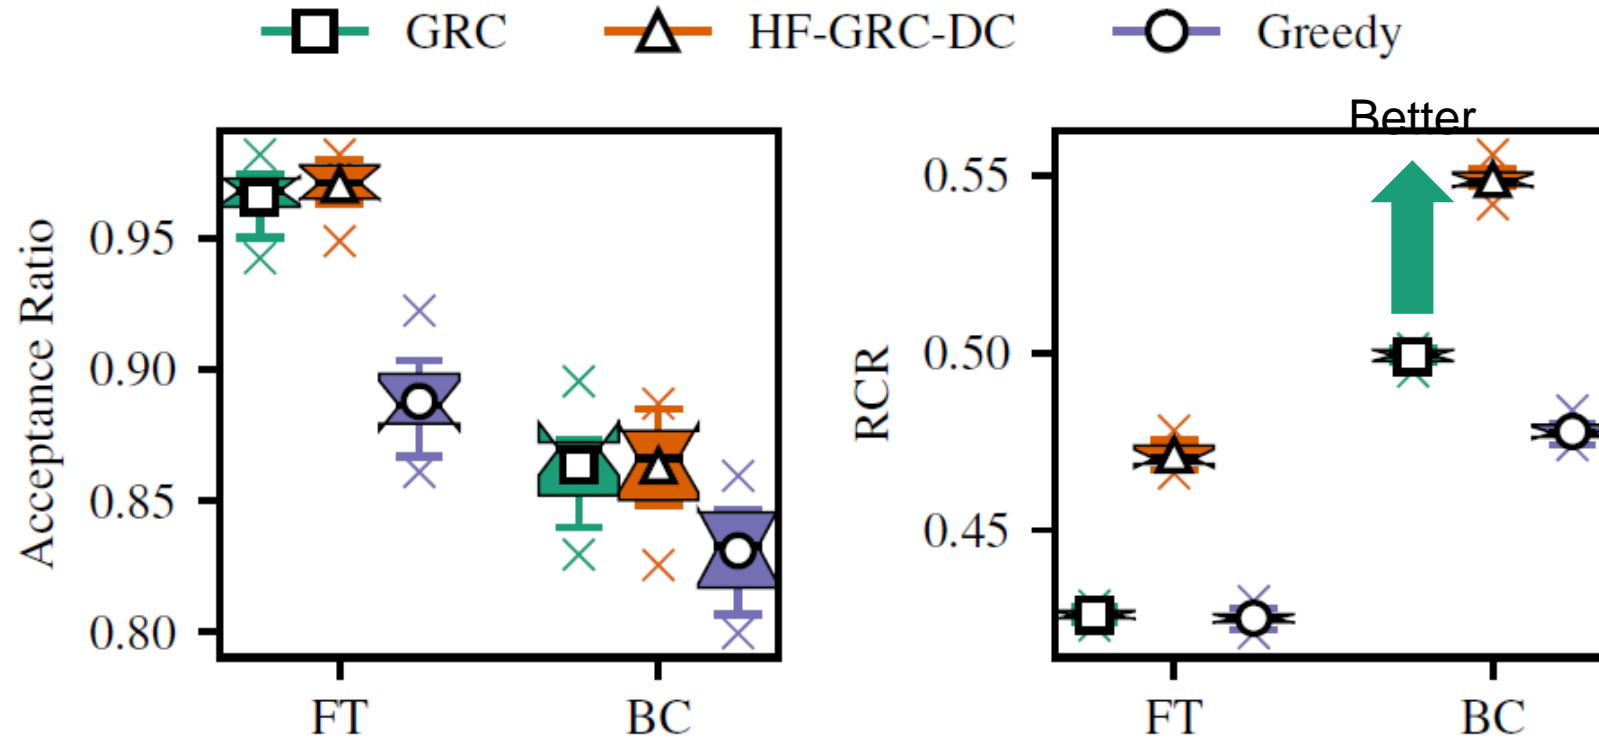 GRC HF-GRC-DC Greedy
Acceptance Ratio
0.95
0.90
0.85
0.80
FT BC
Better
RCR
0.55
0.50
0.45
FT BC